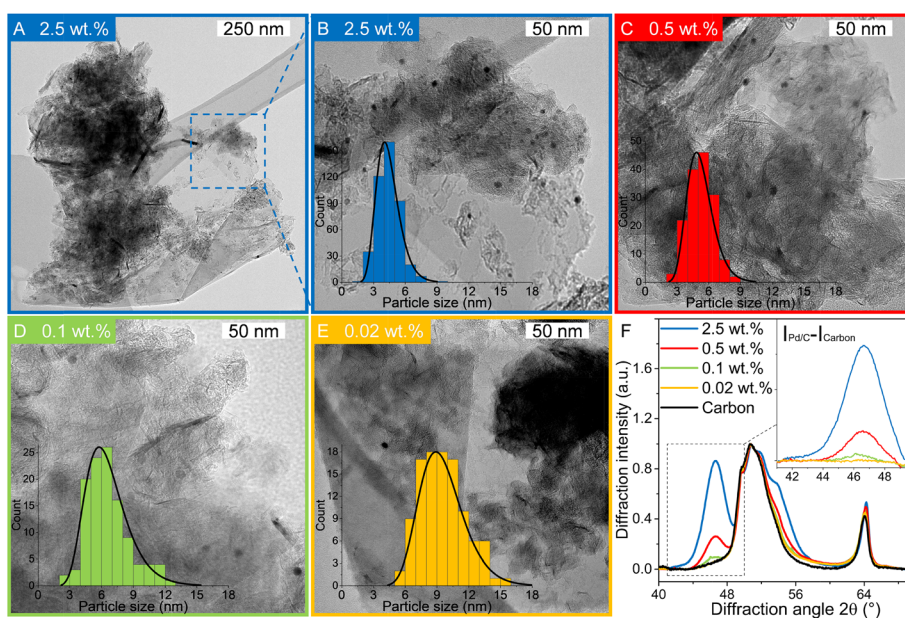 A 2.5 wt.% 250 nm
B 2.5 wt.% 50 nm
120
90
60
30
0
Count
0 3 6 9 12 15 18
Particle size (nm)
C 0.5 wt.% 50 nm
50
40
30
20
10
0
Count
0 3 6 9 12 15 18
Particle size (nm)
D 0.1 wt.% 50 nm
25
20
15
10
5
0
Count
0 3 6 9 12 15 18
Particle size (nm)
E 0.02 wt.% 50 nm
18
15
12
9
6
3
0
Count
0 3 6 9 12 15 18
Particle size (nm)
F
1.8
1.5
1.2
0.9
0.6
0.3
0.0
Diffraction intensity (a.u.)
2.5 wt.%
0.5 wt.%
0.1 wt.%
0.02 wt.%
Carbon
IPd/C-ICarbon
42 44 46 48
40 48 56 64
Diffraction angle 2θ (°)